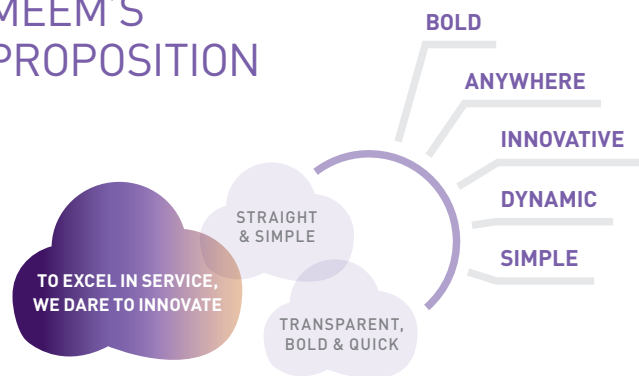 MEEM'S
PROPOSITION
BOLD
ANYWHERE
INNOVATIVE
DYNAMIC
SIMPLE
STRAIGHT
& SIMPLE
TO EXCEL IN SERVICE,
WE DARE TO INNOVATE
TRANSPARENT,
BOLD & QUICK